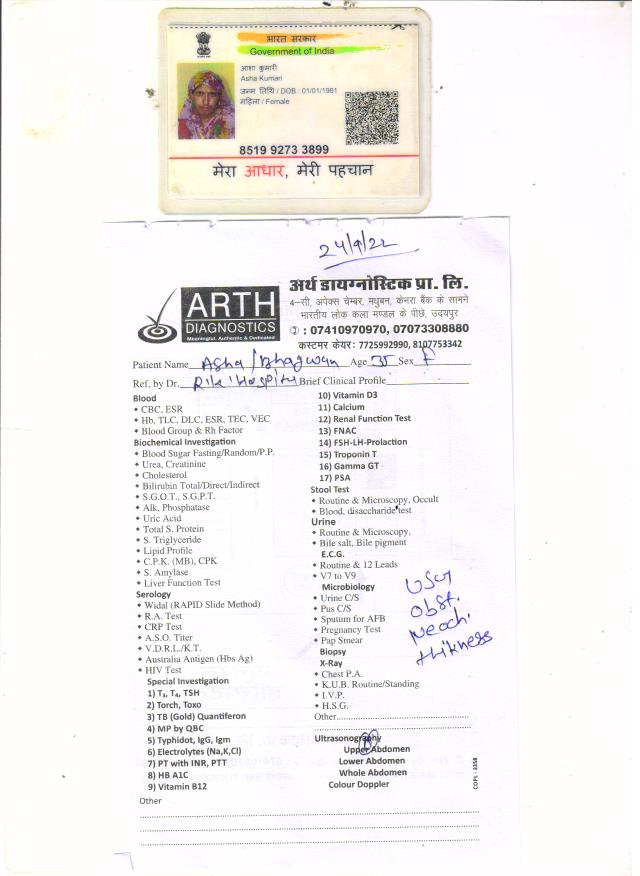 भारत सरकार
Government of India
आशा कुमारी
Asha Kumari
जन्म तिथि / DOB : 01/01/1981
महिला / Female
8519 9273 3899
मेरा आधार, मेरी पहचान
24/9/22
ARTH
DIAGNOSTICS
Meaningful, Authentic & Dedicated
अर्थ डायग्नोस्टिक प्रा. लि.
4-सी, अपेक्स चेम्बर, मधुबन, केनरा बैंक के सामने
भारतीय लोक कला मण्डल के पीछे, उदयपुर
: 07410970970, 07073308880
कस्टमर केयर: 7725992990, 8107753342
Patient Name Asha / Bhagwan Age 35 Sex F
Ref. by Dr. Brief Clinical Profile
Blood
CBC, ESR
Hb, TLC, DLC, ESR, TEC, VEC
Blood Group & Rh Factor
Biochemical Investigation
Blood Sugar Fasting/Random/P.P.
Urea, Creatinine
Cholesterol
Bilirubin Total/Direct/Indirect
S.G.O.T., S.G.P.T.
Alk, Phosphatase
Uric Acid
Total S. Protein
S. Triglyceride
Lipid Profile
C.P.K. (MB), CPK
S. Amylase
Liver Function Test
Serology
Widal (RAPID Slide Method)
R.A. Test
CRP Test
A.S.O. Titer
V.D.R.L./K.T.
Australia Antigen (Hbs Ag)
HIV Test
Special Investigation
1) T₃, T₄, TSH
2) Torch, Toxo
3) TB (Gold) Quantiferon
4) MP by QBC
5) Typhidot, IgG, Igm
6) Electrolytes (Na,K,Cl)
7) PT with INR, PTT
8) HB A1C
9) Vitamin B12
10) Vitamin D3
11) Calcium
12) Renal Function Test
13) FNAC
14) FSH-LH-Prolaction
15) Troponin T
16) Gamma GT
17) PSA
Stool Test
Routine & Microscopy, Occult
Blood, disaccharide test
Urine
Routine & Microscopy,
Bile salt, Bile pigment
E.C.G.
Routine & 12 Leads
V7 to V9
Microbiology
Urine C/S
Pus C/S
Sputum for AFB
Pregnancy Test
Pap Smear
Biopsy
X-Ray
Chest P.A.
K.U.B. Routine/Standing
I.V.P.
H.S.G.
Other
Ultrasonography
Upper Abdomen
Lower Abdomen
Whole Abdomen
Colour Doppler
USG
obst.
thikness
COPL - 3358
Other